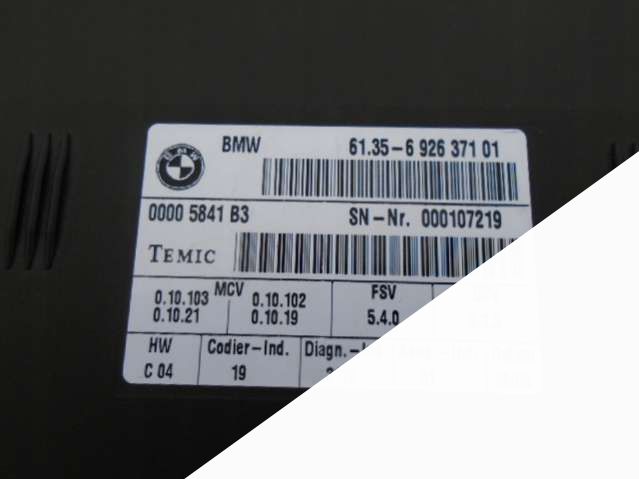 BMW 61.35-6 926 371 01
0000 5841 B3 SN-Nr. 000107219
TEMIC
MCV FSV
0.10.103 0.10.102
0.10.21 0.10.19 5.4.0
HW Codier-Ind. Diagn.-
C 04 19